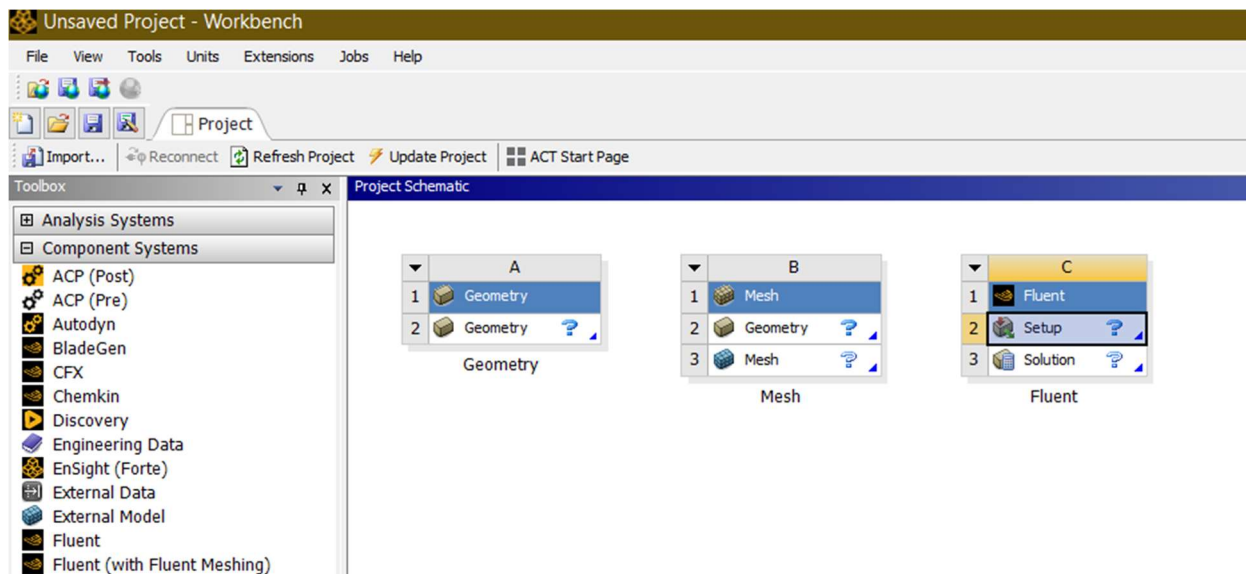 Unsaved Project - Workbench
File View Tools Units Extensions Jobs Help
Project
Import... Reconnect Refresh Project Update Project ACT Start Page
Toolbox
Project Schematic
Analysis Systems
Component Systems
ACP (Post)
ACP (Pre)
Autodyn
BladeGen
CFX
Chemkin
Discovery
Engineering Data
EnSight (Forte)
External Data
External Model
Fluent
Fluent (with Fluent Meshing)
A
1 Geometry
2 Geometry ?
Geometry
B
1 Mesh
2 Geometry ?
3 Mesh ?
Mesh
C
1 Fluent
2 Setup ?
3 Solution ?
Fluent